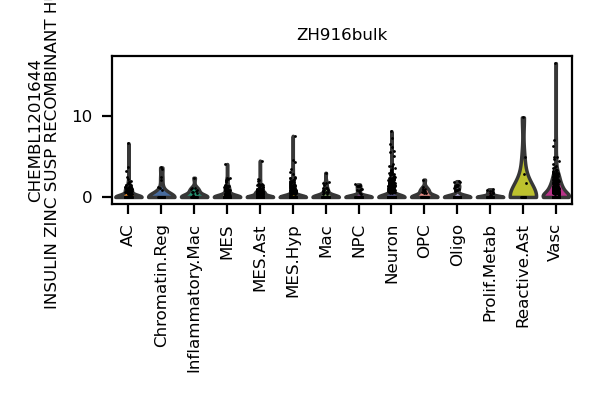 ZH916bulk
CHEMBL1201644
INSULIN ZINC SUSP RECOMBINANT H
10
0
AC
Chromatin.Reg
Inflammatory.Mac
MES
MES.Ast
MES.Hyp
Mac
NPC
Neuron
OPC
Oligo
Prolif.Metab
Reactive.Ast
Vasc